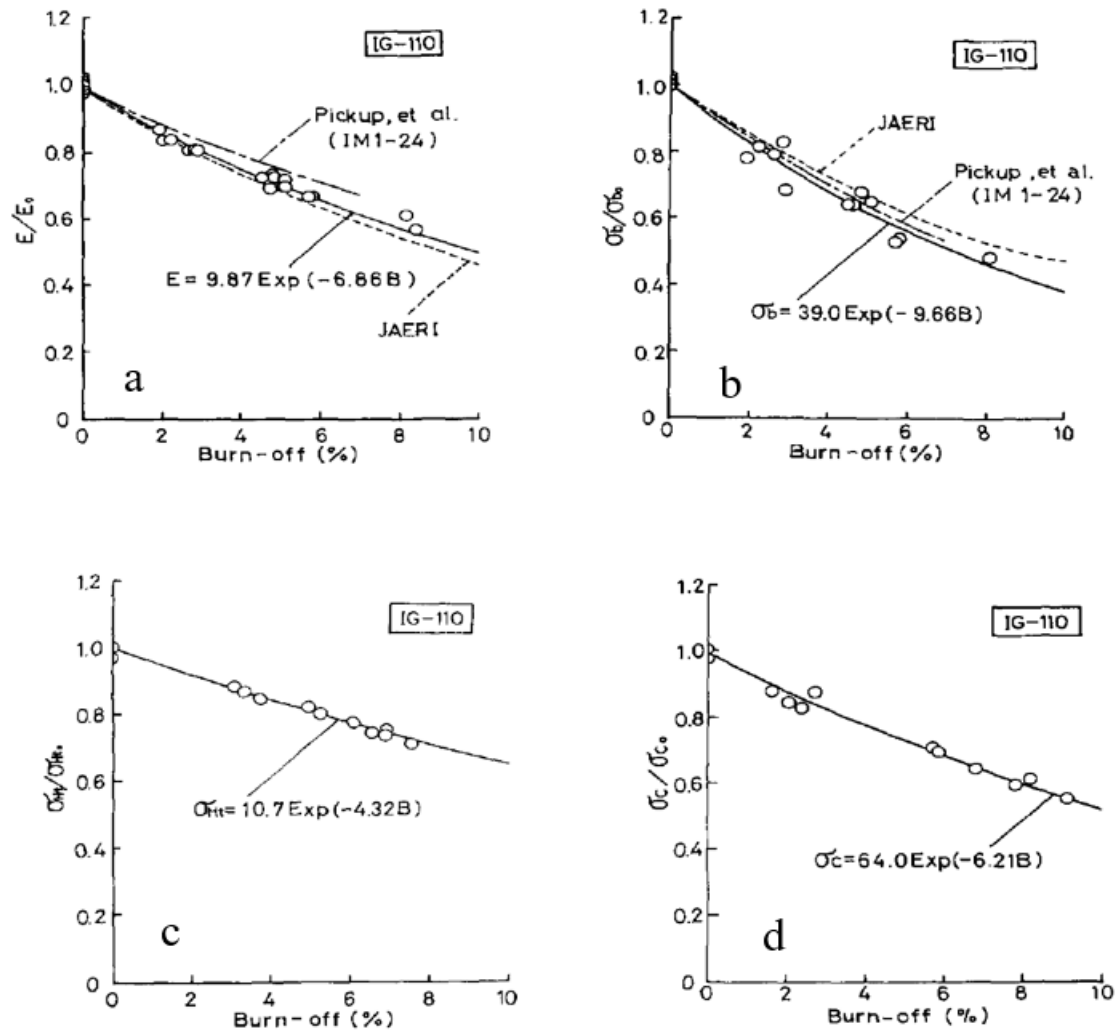 1.2
1.0
0.8
0.6
0.4
0.2
0
E/E₀
IG-110
Pickup, et al.
(IM1-24)
E = 9.87 Exp (-6.86B)
JAERI
a
0 2 4 6 8 10
Burn-off (%)
1.2
1.0
0.8
0.6
0.4
0.2
0
σb/σb₀
IG-110
JAERI
Pickup, et al.
(IM 1-24)
σb = 39.0 Exp (-9.66B)
b
0 2 4 6 8 10
Burn-off (%)
1.2
1.0
0.8
0.6
0.4
0.2
0
IG-110
σHt = 10.7 Exp (-4.32B)
c
0 2 4 6 8 10
Burn-off (%)
1.2
1.0
0.8
0.6
0.4
0.2
0
σc/σc₀
IG-110
σc = 64.0 Exp (-6.21B)
d
0 2 4 6 8 10
Burn-off (%)